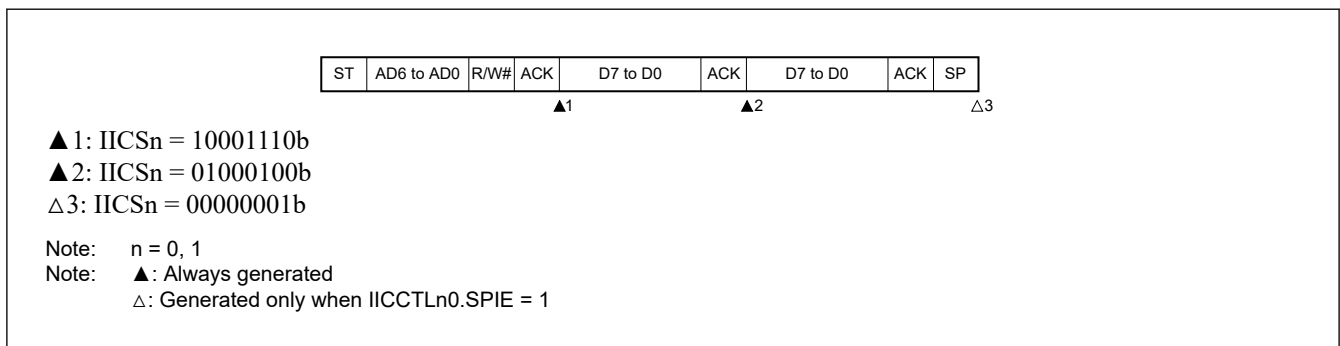 ST AD6 to AD0 R/W# ACK D7 to D0 ACK D7 to D0 ACK SP
▲1 ▲2 △3
▲1: IICSn = 10001110b
▲2: IICSn = 01000100b
△3: IICSn = 00000001b
Note: n = 0, 1
Note: ▲: Always generated
△: Generated only when IICCTLn0.SPIE = 1